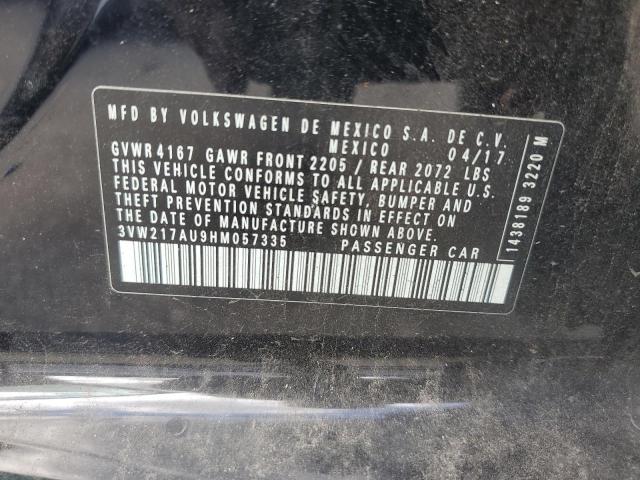 MFD BY VOLKSWAGEN DE MEXICO S.A. DE C.V.
MEXICO 04/17
GVWR 4167 GAWR FRONT 2205 / REAR 2072 LBS
THIS VEHICLE CONFORMS TO ALL APPLICABLE U.S.
FEDERAL MOTOR VEHICLE SAFETY, BUMPER AND
THEFT PREVENTION STANDARDS IN EFFECT ON
THE DATE OF MANUFACTURE SHOWN ABOVE.
3VW217AU9HM057335 PASSENGER CAR
1438189 3220 M